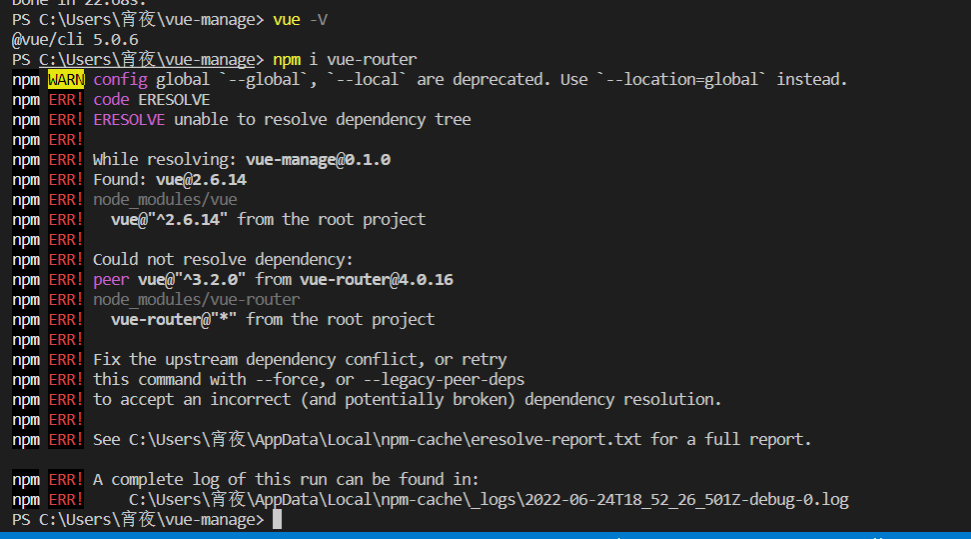 Done in 22.08s.
PS C:\Users\宵夜\vue-manage> vue -V
@vue/cli 5.0.6
PS C:\Users\宵夜\vue-manage> npm i vue-router
npm WARN config global `--global`, `--local` are deprecated. Use `--location=global` instead.
npm ERR! code ERESOLVE
npm ERR! ERESOLVE unable to resolve dependency tree
npm ERR!
npm ERR! While resolving: vue-manage@0.1.0
npm ERR! Found: vue@2.6.14
npm ERR! node_modules/vue
npm ERR!   vue@"^2.6.14" from the root project
npm ERR!
npm ERR! Could not resolve dependency:
npm ERR! peer vue@"^3.2.0" from vue-router@4.0.16
npm ERR! node_modules/vue-router
npm ERR!   vue-router@"*" from the root project
npm ERR!
npm ERR! Fix the upstream dependency conflict, or retry
npm ERR! this command with --force, or --legacy-peer-deps
npm ERR! to accept an incorrect (and potentially broken) dependency resolution.
npm ERR!
npm ERR! See C:\Users\宵夜\AppData\Local\npm-cache\eresolve-report.txt for a full report.
npm ERR! A complete log of this run can be found in:
npm ERR!     C:\Users\宵夜\AppData\Local\npm-cache\_logs\2022-06-24T18_52_26_501Z-debug-0.log
PS C:\Users\宵夜\vue-manage>